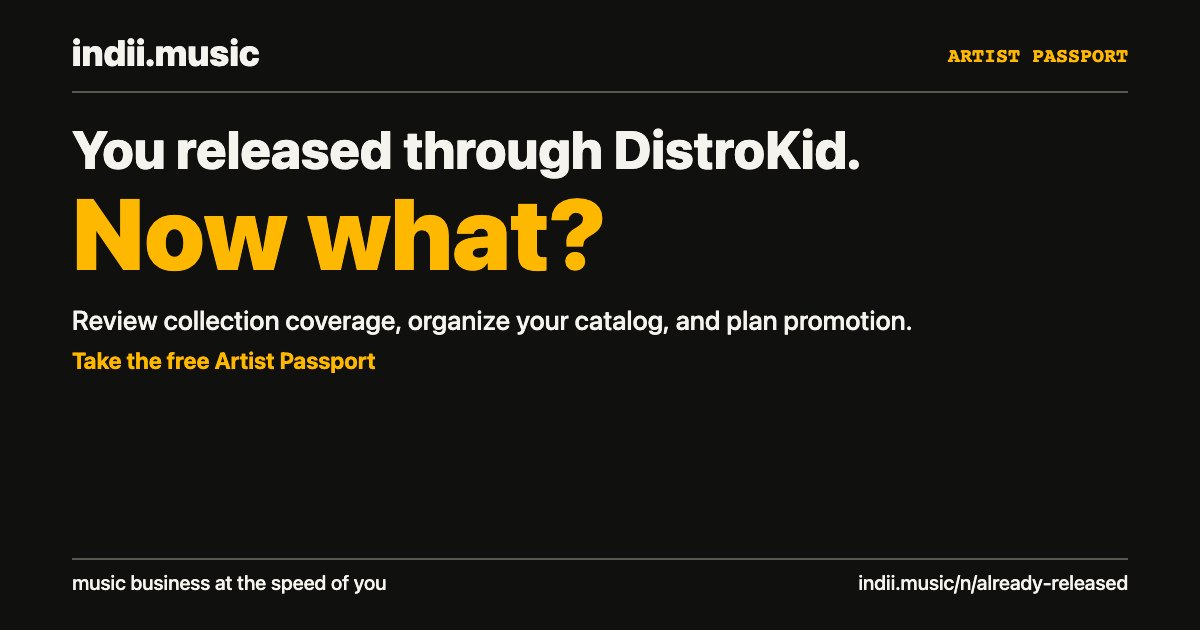 indii.music
ARTIST PASSPORT
You released through DistroKid.
Now what?
Review collection coverage, organize your catalog, and plan promotion.
Take the free Artist Passport
music business at the speed of you
indii.music/n/already-released